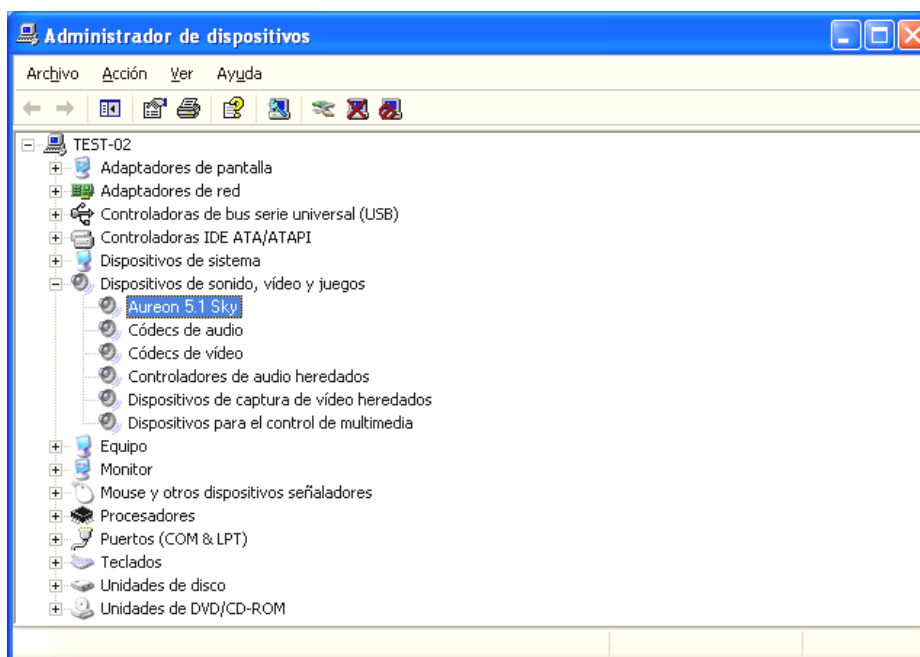 Administrador de dispositivos
Archivo Acción Ver Ayuda
TEST-02
Adaptadores de pantalla
Adaptadores de red
Controladoras de bus serie universal (USB)
Controladoras IDE ATA/ATAPI
Dispositivos de sistema
Dispositivos de sonido, vídeo y juegos
Aureon 5.1 Sky
Códecs de audio
Códecs de vídeo
Controladores de audio heredados
Dispositivos de captura de vídeo heredados
Dispositivos para el control de multimedia
Equipo
Monitor
Mouse y otros dispositivos señaladores
Procesadores
Puertos (COM & LPT)
Teclados
Unidades de disco
Unidades de DVD/CD-ROM